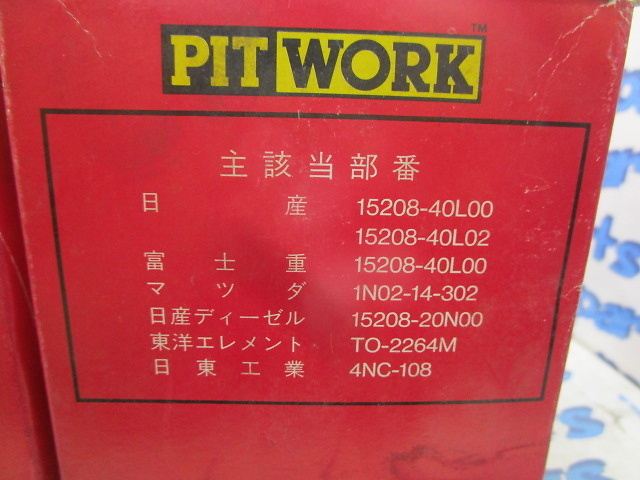 PIT WORK™
主該当部番
日産 15208-40L00
15208-40L02
富士重 15208-40L00
マツダ 1N02-14-302
日産ディーゼル 15208-20N00
東洋エレメント TO-2264M
日東工業 4NC-108